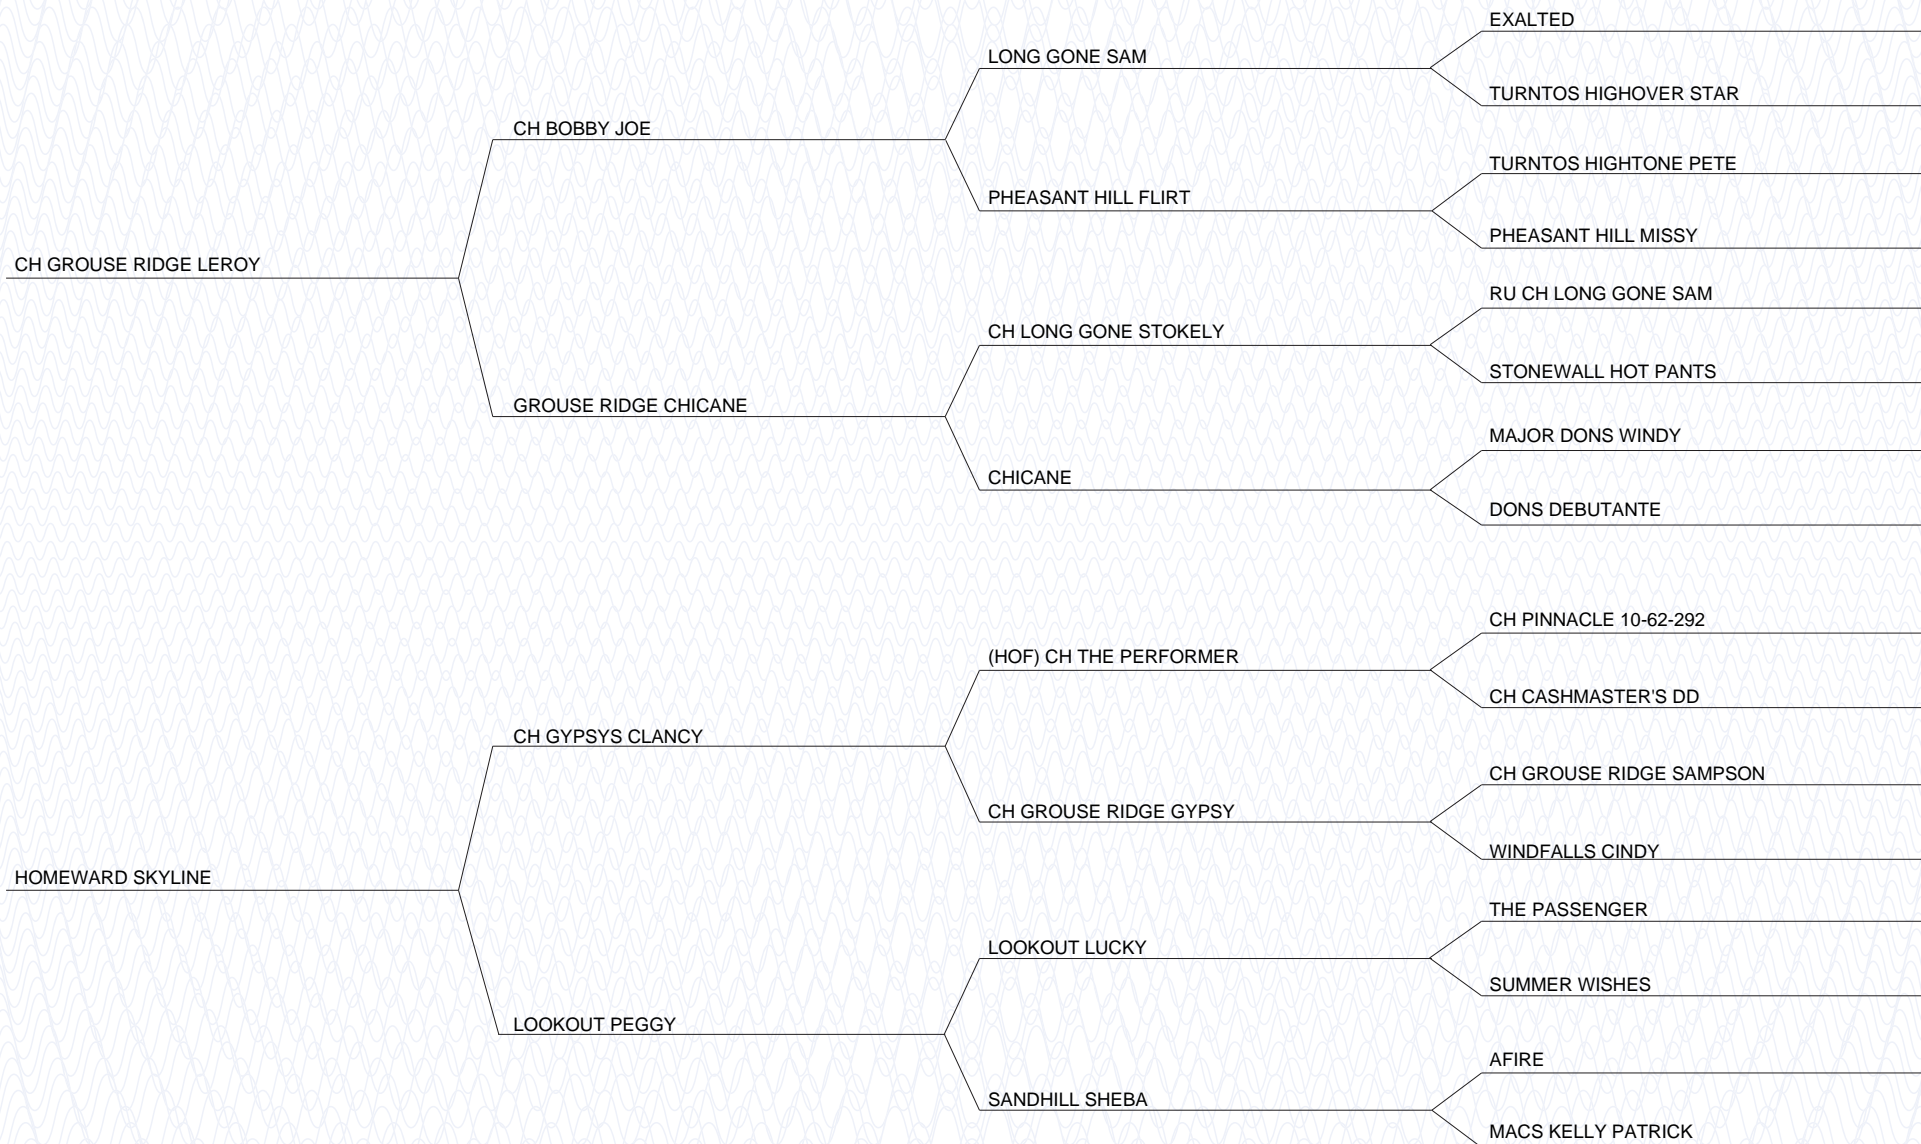 EXALTED
LONG GONE SAM
TURNTOS HIGHOVER STAR
CH BOBBY JOE
TURNTOS HIGHTONE PETE
PHEASANT HILL FLIRT
PHEASANT HILL MISSY
CH GROUSE RIDGE LEROY
RU CH LONG GONE SAM
CH LONG GONE STOKELY
STONEWALL HOT PANTS
GROUSE RIDGE CHICANE
MAJOR DONS WINDY
CHICANE
DONS DEBUTANTE
CH PINNACLE 10-62-292
(HOF) CH THE PERFORMER
CH CASHMASTER'S DD
CH GYPSYS CLANCY
CH GROUSE RIDGE SAMPSON
CH GROUSE RIDGE GYPSY
WINDFALLS CINDY
HOMEWARD SKYLINE
THE PASSENGER
LOOKOUT LUCKY
SUMMER WISHES
LOOKOUT PEGGY
AFIRE
SANDHILL SHEBA
MACS KELLY PATRICK